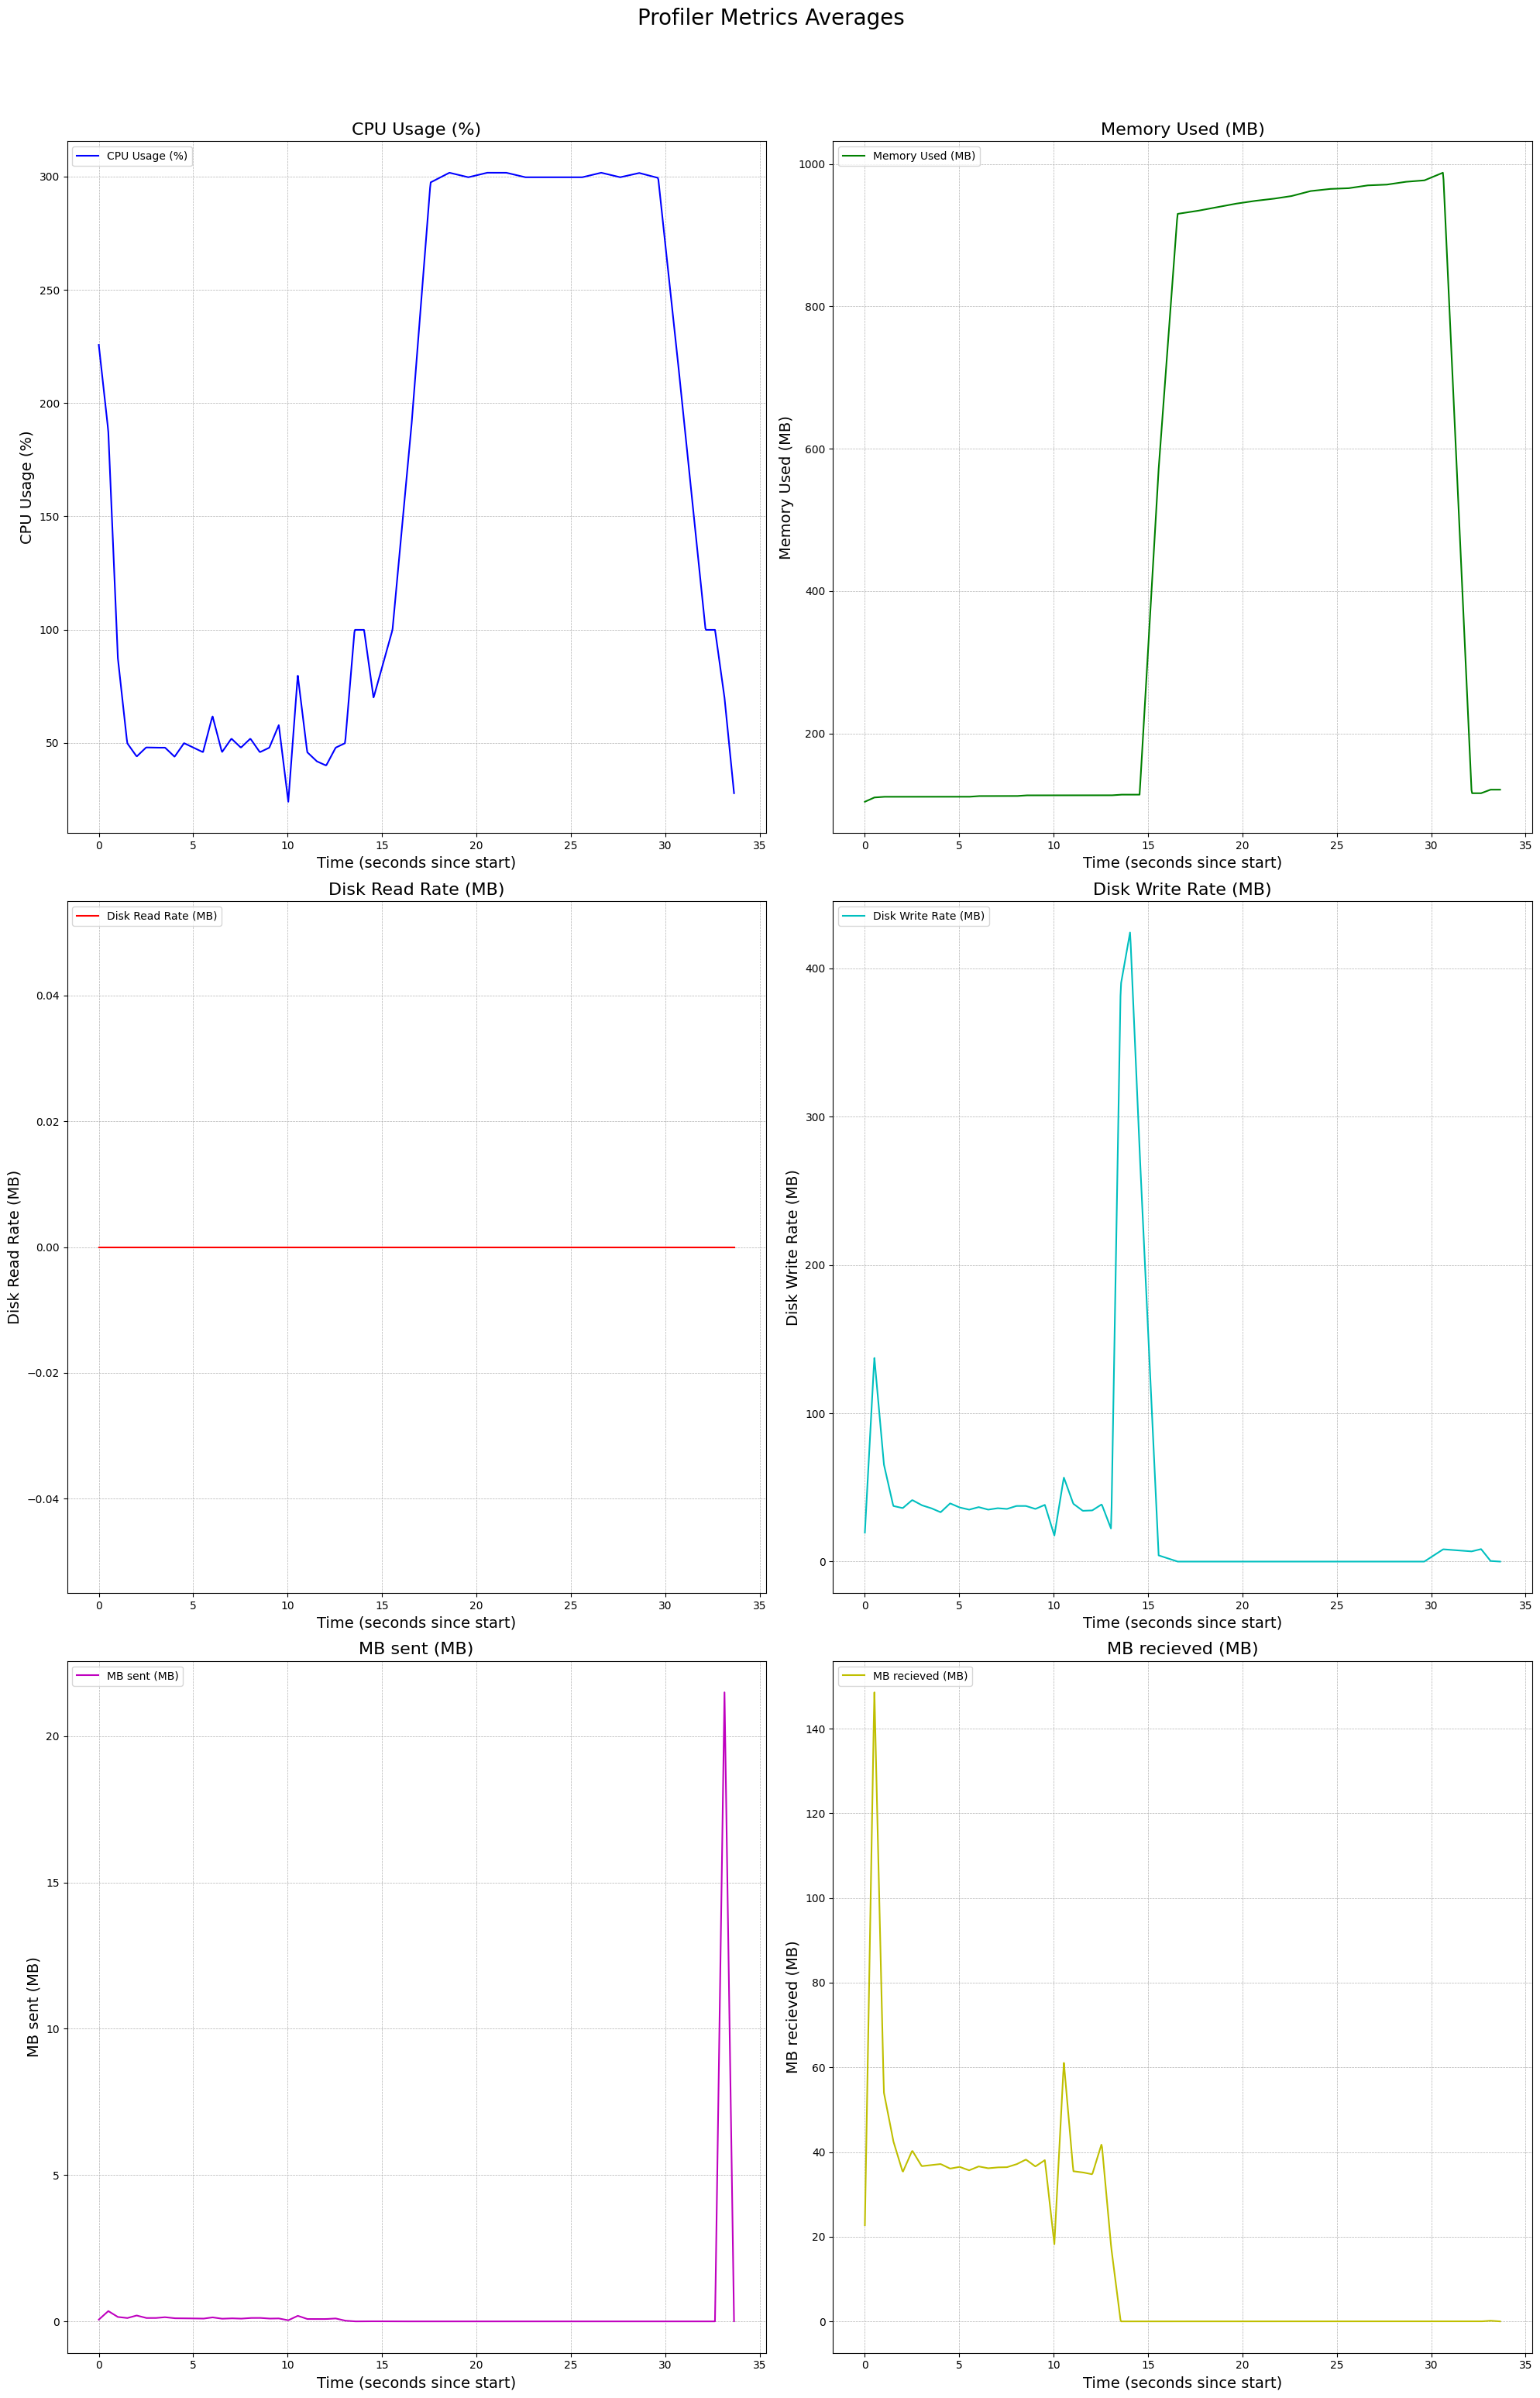 Profiler Metrics Averages
CPU Usage (%)
CPU Usage (%)
CPU Usage (%)
300
250
200
150
100
50
0 5 10 15 20 25 30 35
Time (seconds since start)
Memory Used (MB)
Memory Used (MB)
Memory Used (MB)
1000
800
600
400
200
0 5 10 15 20 25 30 35
Time (seconds since start)
Disk Read Rate (MB)
Disk Read Rate (MB)
Disk Read Rate (MB)
0.04
0.02
0.00
−0.02
−0.04
0 5 10 15 20 25 30 35
Time (seconds since start)
Disk Write Rate (MB)
Disk Write Rate (MB)
Disk Write Rate (MB)
400
300
200
100
0
0 5 10 15 20 25 30 35
Time (seconds since start)
MB sent (MB)
MB sent (MB)
MB sent (MB)
20
15
10
5
0
0 5 10 15 20 25 30 35
Time (seconds since start)
MB recieved (MB)
MB recieved (MB)
MB recieved (MB)
140
120
100
80
60
40
20
0
0 5 10 15 20 25 30 35
Time (seconds since start)